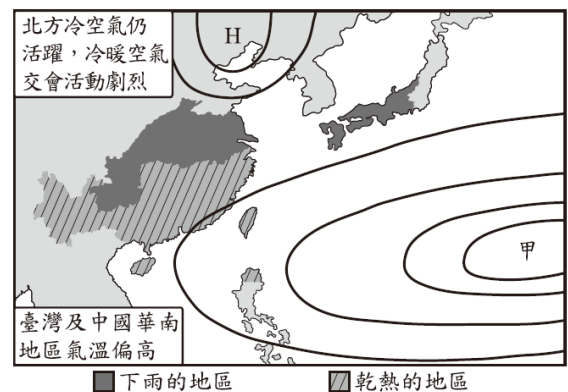 北方冷空氣仍
活躍，冷暖空氣
交會活動劇烈
H
甲
臺灣及中國華南
地區氣溫偏高
下雨的地區
乾熱的地區